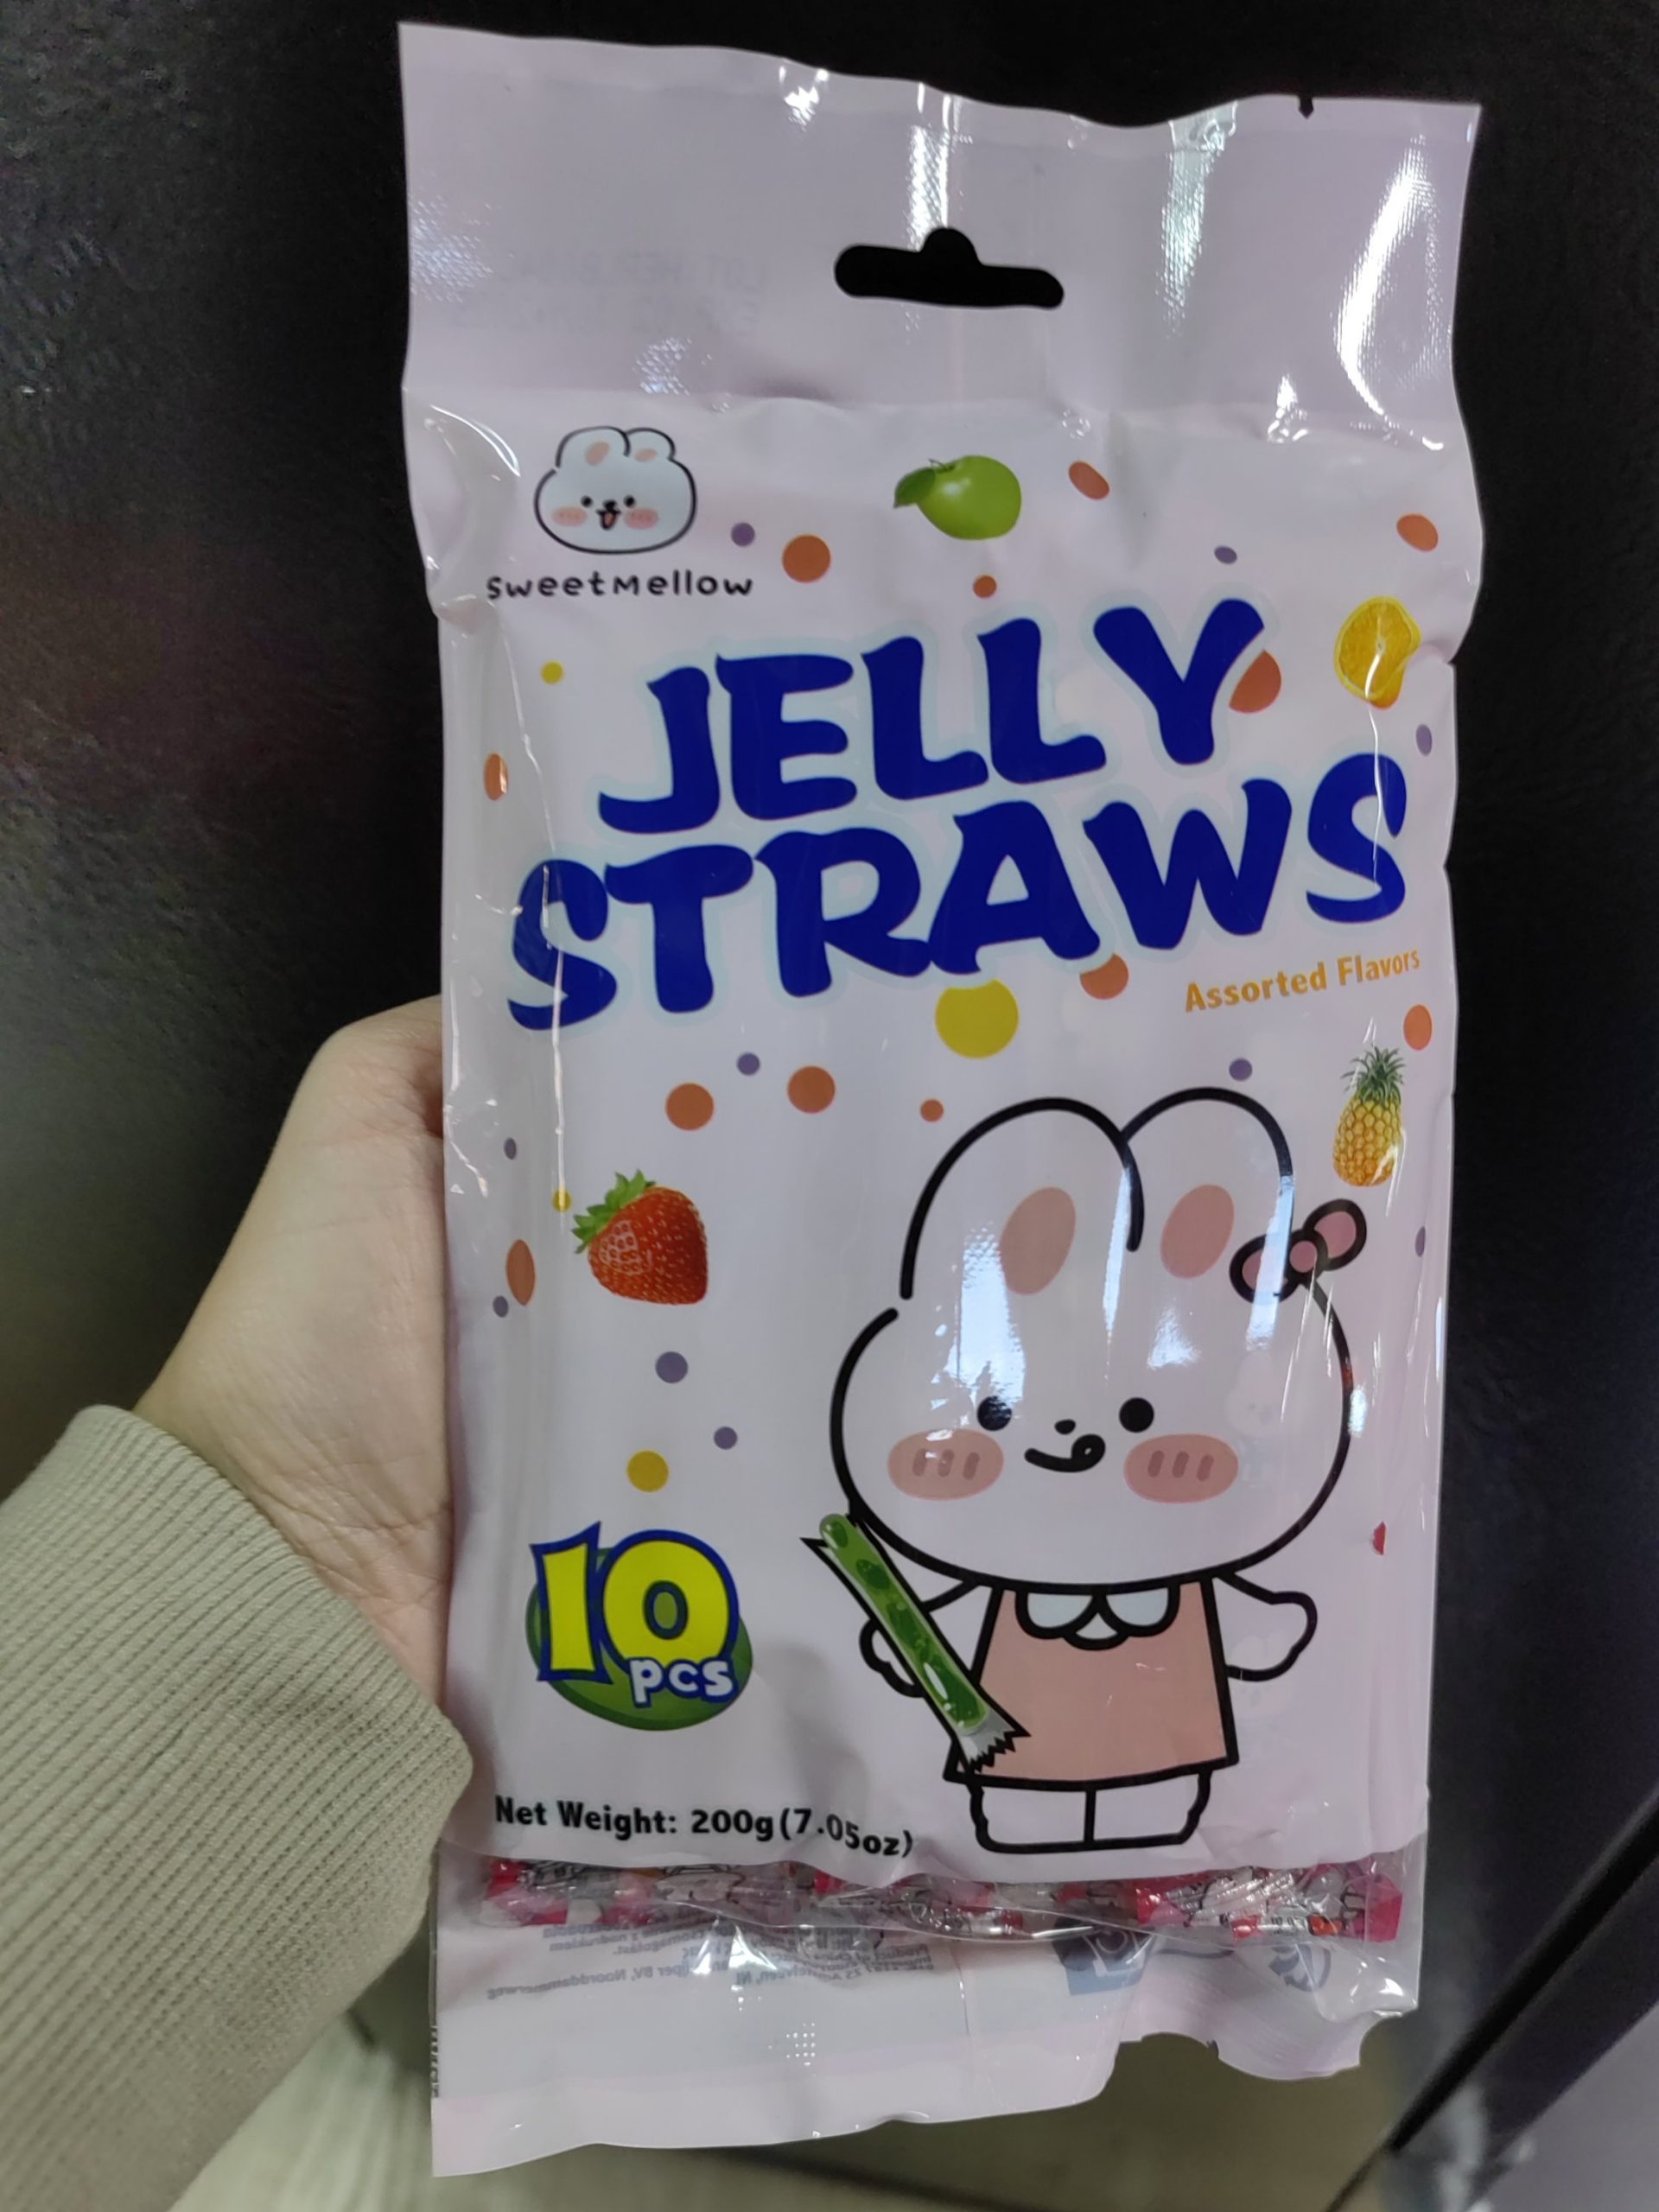 SweetMellow
JELLY
STRAWS
Assorted Flavors
10
pcs
Net Weight: 200g (7.05oz)